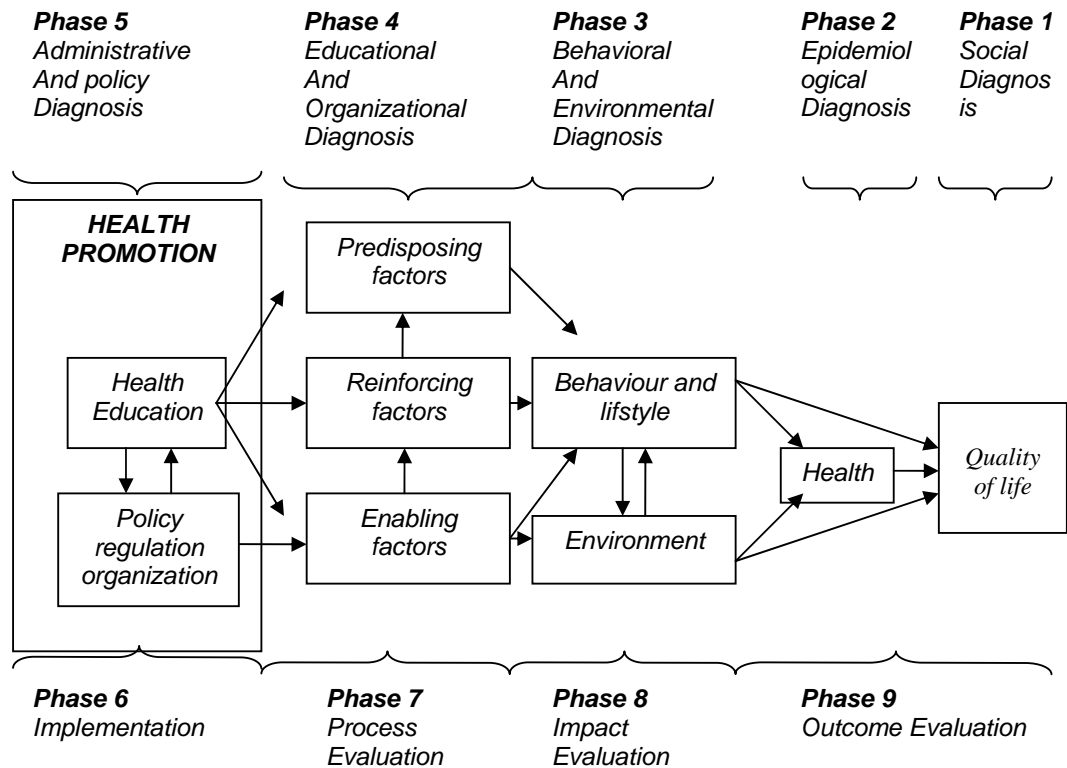 Phase 5
Administrative
And policy
Diagnosis
Phase 4
Educational
And
Organizational
Diagnosis
Phase 3
Behavioral
And
Environmental
Diagnosis
Phase 2
Epidemiol
ogical
Diagnosis
Phase 1
Social
Diagnos
is
HEALTH
PROMOTION
Predisposing
factors
Health
Education
Reinforcing
factors
Behaviour and
lifstyle
Health
Quality
of life
Policy
regulation
organization
Enabling
factors
Environment
Phase 6
Implementation
Phase 7
Process
Evaluation
Phase 8
Impact
Evaluation
Phase 9
Outcome Evaluation